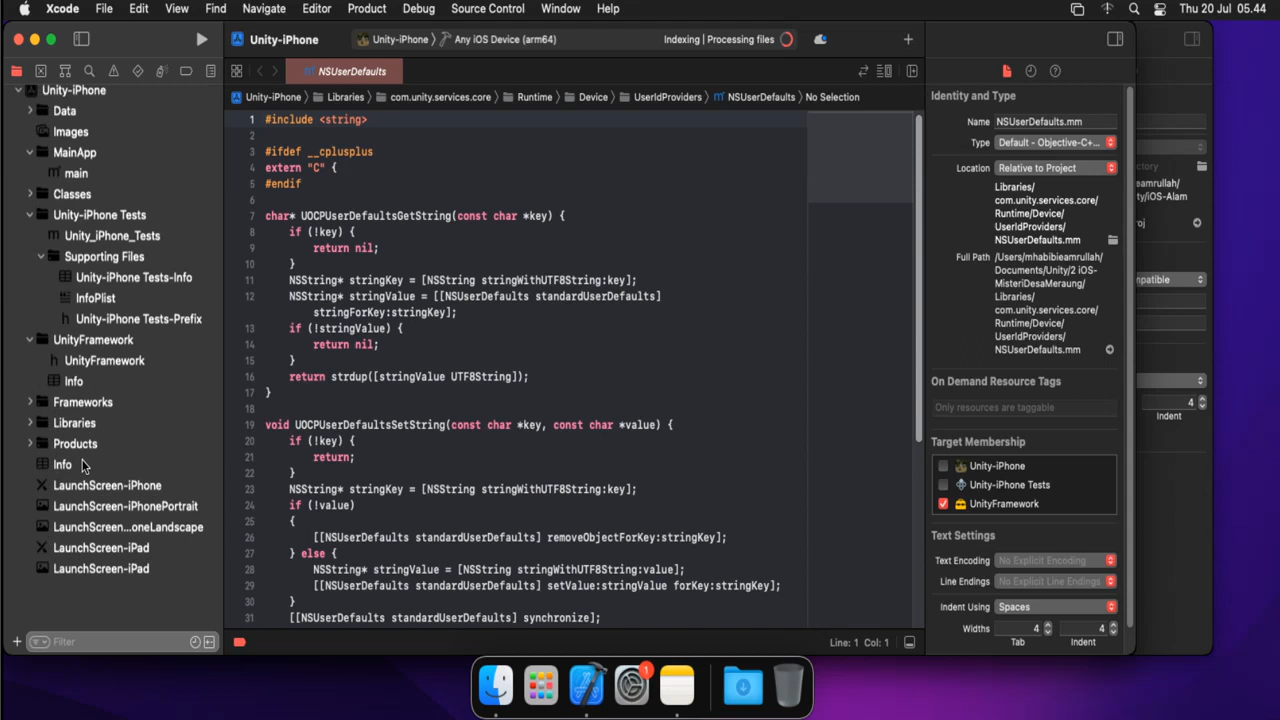 Xcode File Edit View Find Navigate Editor Product Debug Source Control Window Help Thu 20 Jul 05.44
Unity-iPhone
Unity-iPhone Any iOS Device (arm64) Indexing | Processing files
NSUserDefaults
Unity-iPhone Libraries com.unity.services.core Runtime Device UserIdProviders NSUserDefaults No Selection
Unity-iPhone
Data
Images
MainApp
main
Classes
Unity-iPhone Tests
Unity_iPhone_Tests
Supporting Files
Unity-iPhone Tests-Info
InfoPlist
Unity-iPhone Tests-Prefix
UnityFramework
UnityFramework
Info
Frameworks
Libraries
Products
Info
LaunchScreen-iPhone
LaunchScreen-iPhonePortrait
LaunchScreen...oneLandscape
LaunchScreen-iPad
LaunchScreen-iPad
Filter
1 #include <string>
2
3 #ifdef __cplusplus
4 extern "C" {
5 #endif
6
7 char* UOCPUserDefaultsGetString(const char *key) {
8 if (!key) {
9 return nil;
10 }
11 NSString* stringKey = [NSString stringWithUTF8String:key];
12 NSString* stringValue = [[NSUserDefaults standardUserDefaults]
stringForKey:stringKey];
13 if (!stringValue) {
14 return nil;
15 }
16 return strdup([stringValue UTF8String]);
17 }
18
19 void UOCPUserDefaultsSetString(const char *key, const char *value) {
20 if (!key) {
21 return;
22 }
23 NSString* stringKey = [NSString stringWithUTF8String:key];
24 if (!value)
25 {
26 [[NSUserDefaults standardUserDefaults] removeObjectForKey:stringKey];
27 } else {
28 NSString* stringValue = [NSString stringWithUTF8String:value];
29 [[NSUserDefaults standardUserDefaults] setValue:stringValue forKey:stringKey];
30 }
31 [[NSUserDefaults standardUserDefaults] synchronize];
Line: 1 Col: 1
Identity and Type
Name NSUserDefaults.mm
Type Default - Objective-C+...
Location Relative to Project
Libraries/
com.unity.services.core/
Runtime/Device/
UserIdProviders/
NSUserDefaults.mm
Full Path /Users/mhabibieamrullah/
Documents/Unity/2 iOS-
MisteriDesaMeraung/
Libraries/
com.unity.services.core/
Runtime/Device/
UserIdProviders/
NSUserDefaults.mm
On Demand Resource Tags
Only resources are taggable
Target Membership
Unity-iPhone
Unity-iPhone Tests
UnityFramework
Text Settings
Text Encoding No Explicit Encoding
Line Endings No Explicit Line Endings
Indent Using Spaces
Widths 4 4
Tab Indent
ectory
ieamrullah/
/iOS-Alam
roj
mpatible
4
Indent
1